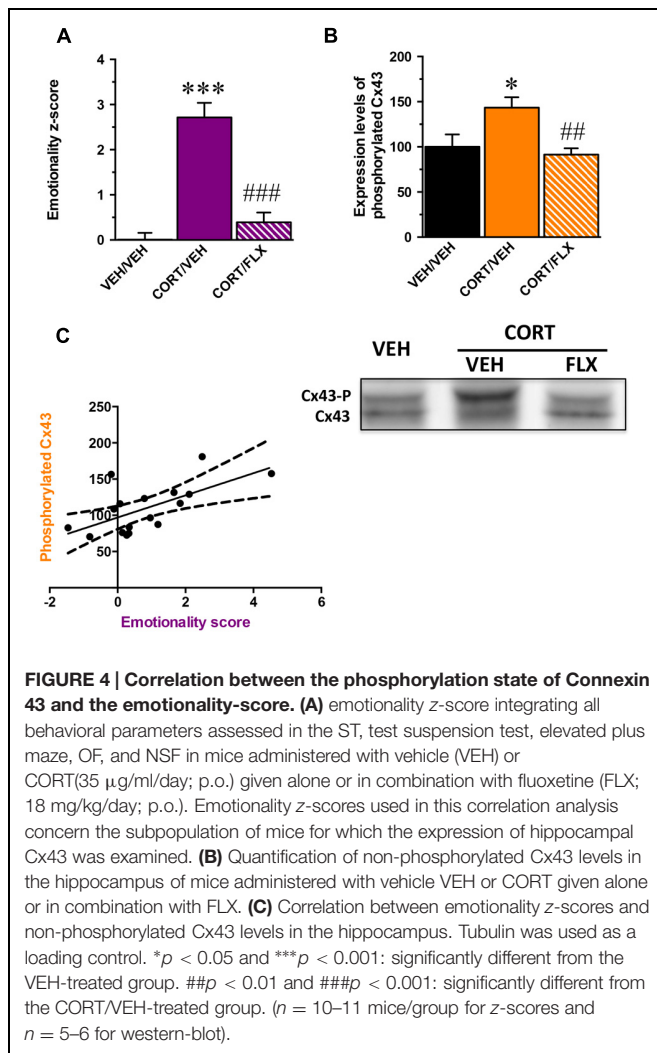 A
Emotionality z-score
4
3
2
1
0
***
###
VEH/VEH
CORT/VEH
CORT/FLX
B
Expression levels of
phosphorylated Cx43
200
150
100
50
0
*
##
VEH/VEH
CORT/VEH
CORT/FLX
C
Phosphorylated Cx43
250
200
150
100
50
-2
0
2
4
6
Emotionality score
VEH
CORT
VEH
FLX
Cx43-P
Cx43
FIGURE 4 | Correlation between the phosphorylation state of Connexin
43 and the emotionality-score. (A) emotionality z-score integrating all
behavioral parameters assessed in the ST, test suspension test, elevated plus
maze, OF, and NSF in mice administered with vehicle (VEH) or
CORT(35 μg/ml/day; p.o.) given alone or in combination with fluoxetine (FLX;
18 mg/kg/day; p.o.). Emotionality z-scores used in this correlation analysis
concern the subpopulation of mice for which the expression of hippocampal
Cx43 was examined. (B) Quantification of non-phosphorylated Cx43 levels in
the hippocampus of mice administered with vehicle VEH or CORT given alone
or in combination with FLX. (C) Correlation between emotionality z-scores and
non-phosphorylated Cx43 levels in the hippocampus. Tubulin was used as a
loading control. *p < 0.05 and ***p < 0.001: significantly different from the
VEH-treated group. ##p < 0.01 and ###p < 0.001: significantly different from
the CORT/VEH-treated group. (n = 10–11 mice/group for z-scores and
n = 5–6 for western-blot).